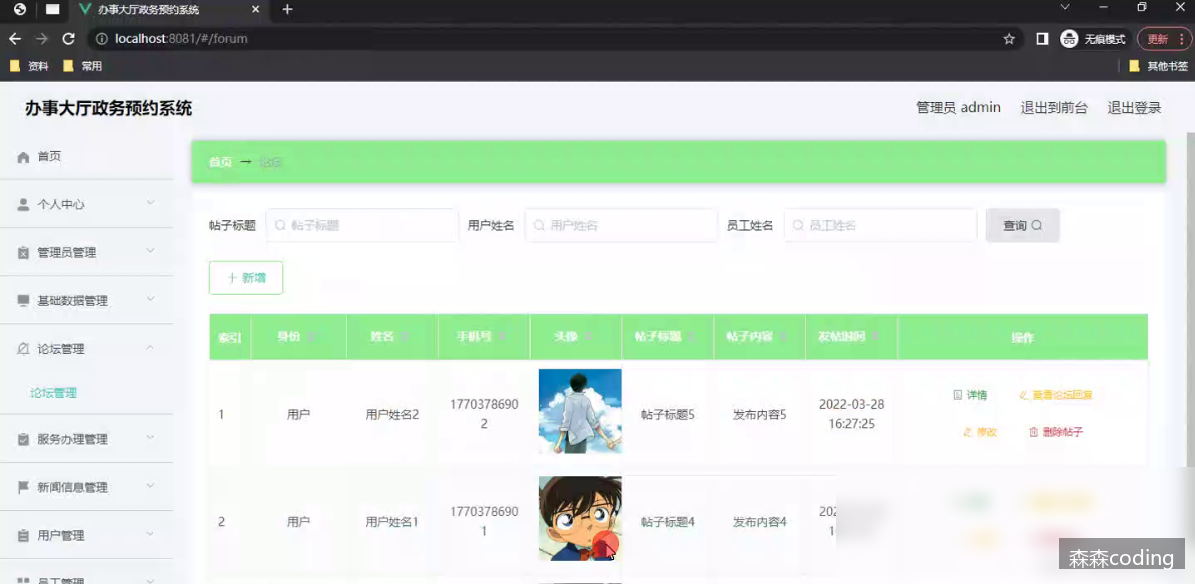 办事大厅政务预约系统
localhost:8081/#/forum
无痕模式
更新
资料
常用
其他书签
办事大厅政务预约系统
管理员 admin
退出到前台
退出登录
首页
个人中心
管理员管理
基础数据管理
论坛管理
论坛管理
服务办理管理
新闻信息管理
用户管理
员工管理
首页 → 论坛
帖子标题
帖子标题
用户姓名
用户姓名
员工姓名
员工姓名
查询
+ 新增
索引 身份 姓名 手机号 头像 帖子标题 帖子内容 发帖时间 操作
1 用户 用户姓名2 17703786902 帖子标题5 发布内容5 2022-03-28 16:27:25
详情 查看论坛回复
修改 删除帖子
2 用户 用户姓名1 17703786901 帖子标题4 发布内容4
森森coding